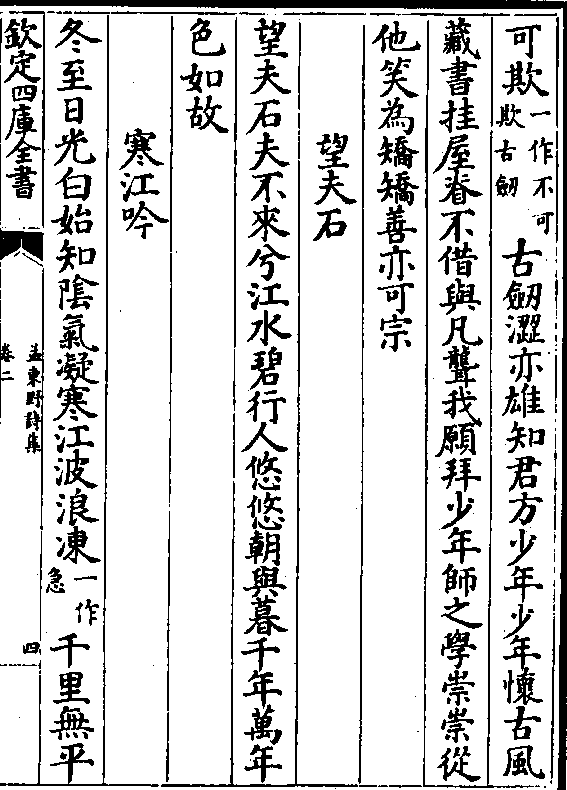 可欺一作不可欺古劒古劒澀亦雄知君方少年少年懷古風
藏書挂屋脊不借與凡聾我願拜少年師之學崇崇從
他笑為矯矯善亦可宗
望夫石
望夫石夫不來兮江水碧行人悠悠朝與暮千年萬年
色如故
寒江吟
冬至日光白始知陰氣凝寒江波浪凍一作急千里無平
欽定四庫全書
孟東野詩集
卷二
四